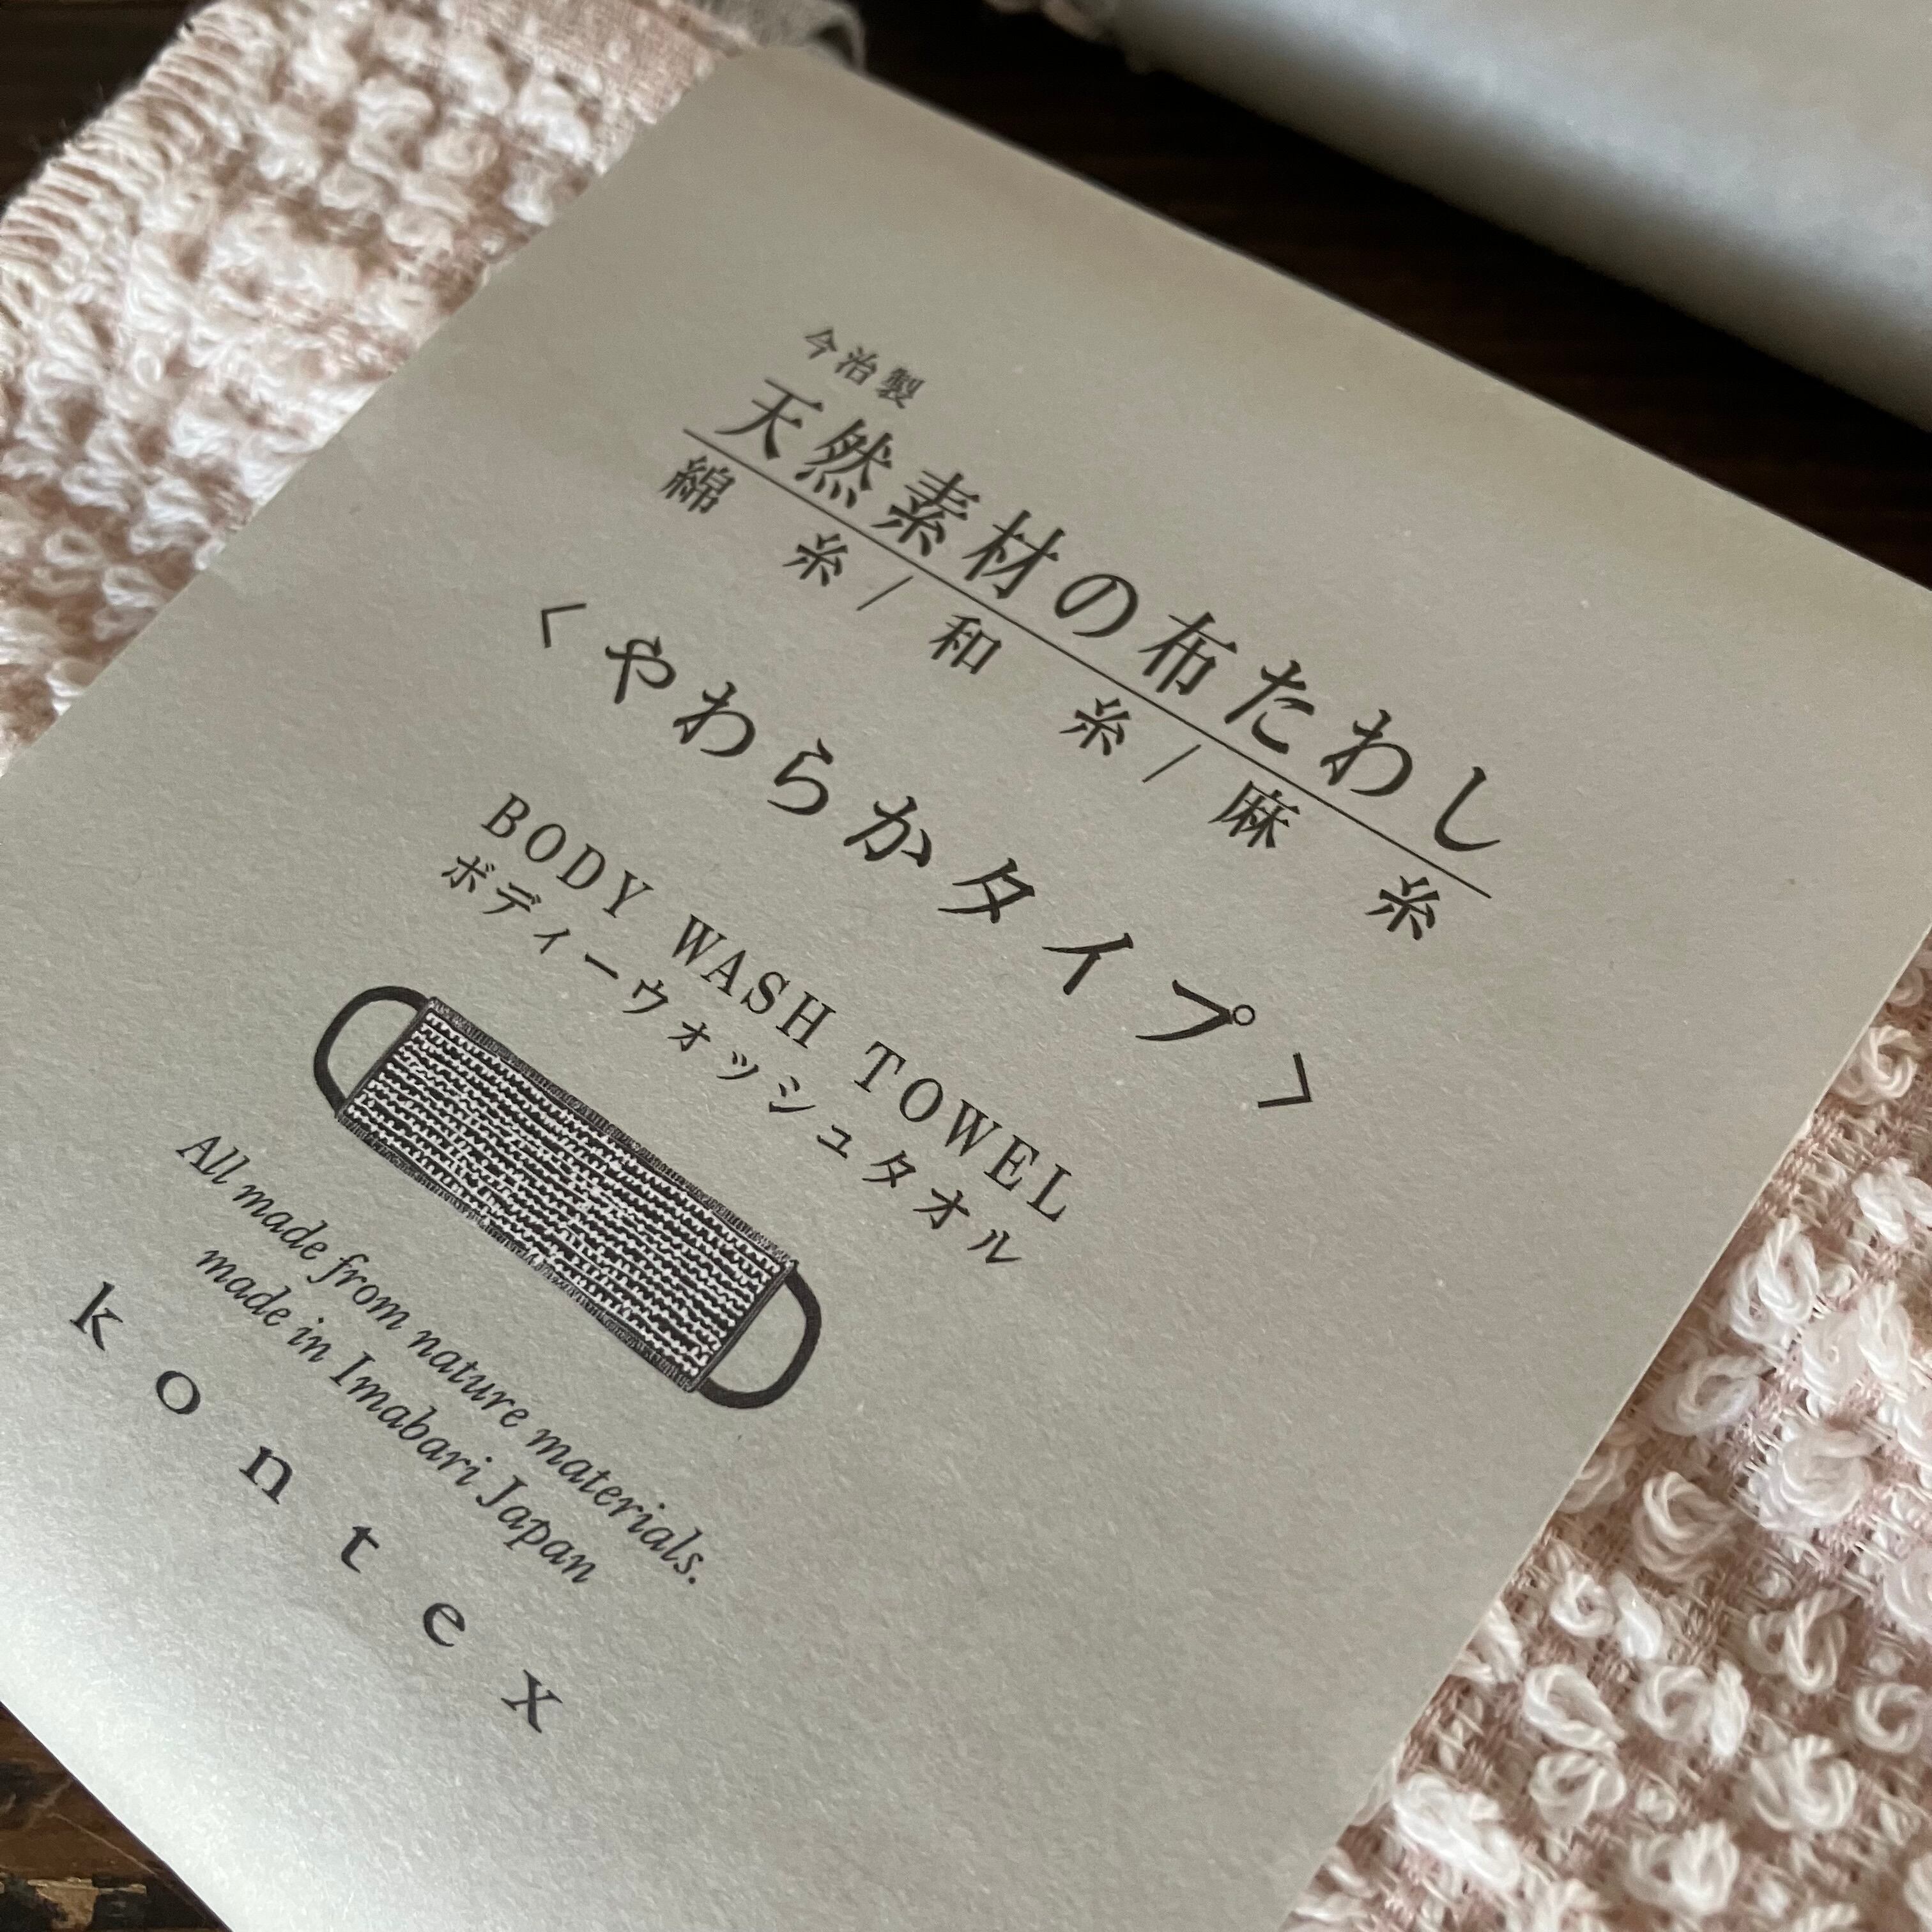 今治製
天然素材の布たわし
綿糸/和糸/麻糸
<やわらかタイプ>
BODY WASH TOWEL
ボディーウォッシュタオル
All made from nature materials.
made in Imabari Japan
kontex